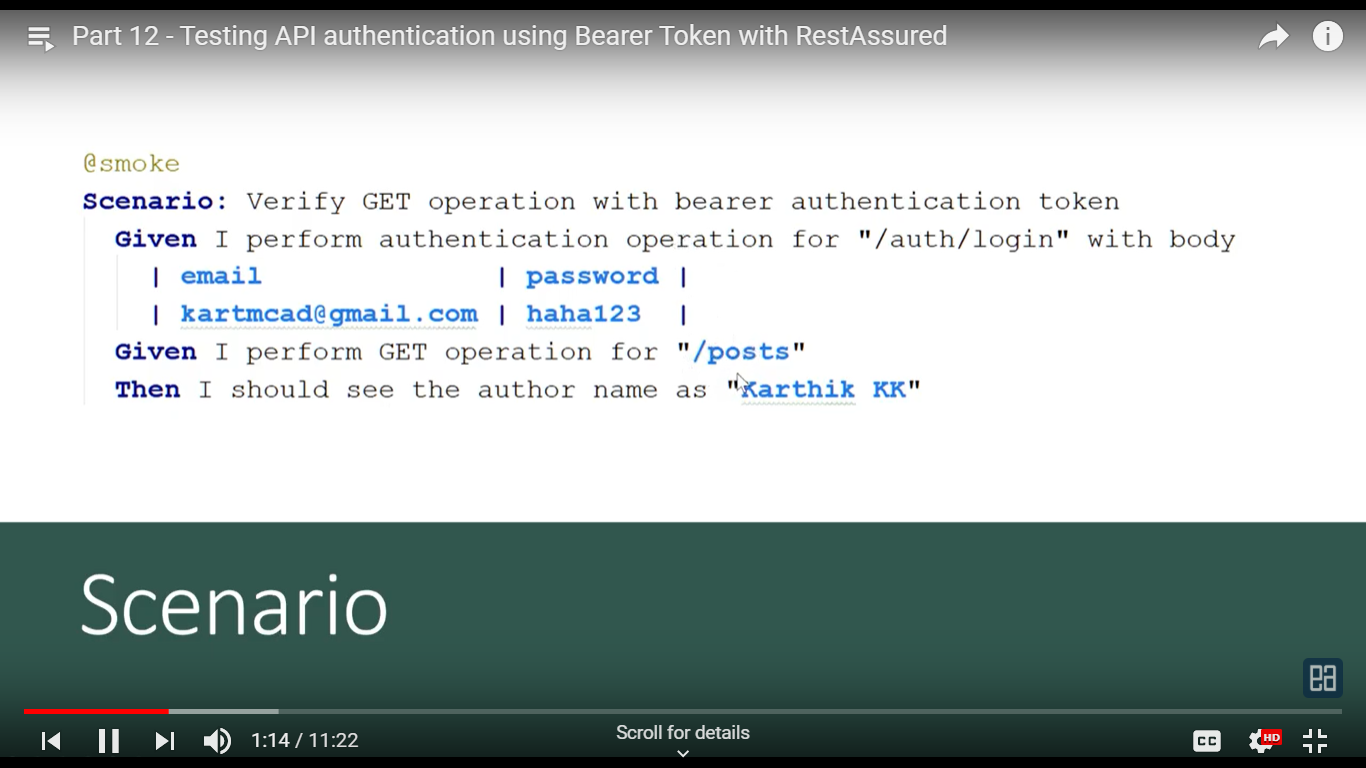 Part 12 - Testing API authentication using Bearer Token with RestAssured
@smoke
Scenario: Verify GET operation with bearer authentication token
Given I perform authentication operation for "/auth/login" with body
| email | password |
| kartmcad@gmail.com | haha123 |
Given I perform GET operation for "/posts"
Then I should see the author name as "Karthik KK"
Scenario
1:14 / 11:22
Scroll for details
CC
HD